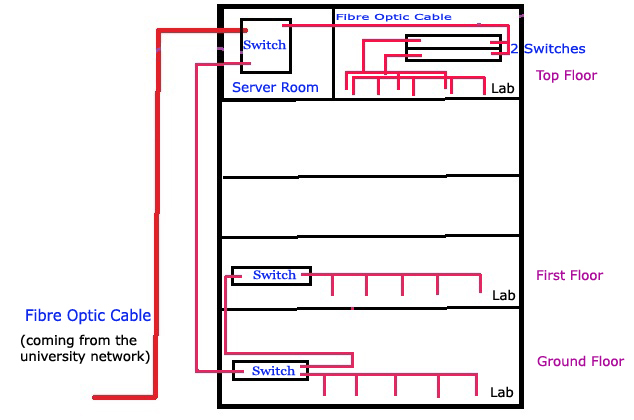 Fibre Optic Cable
Switch
2 Switches
Top Floor
Server Room
Lab
Switch
First Floor
Lab
Fibre Optic Cable
(coming from the
university network)
Switch
Ground Floor
Lab